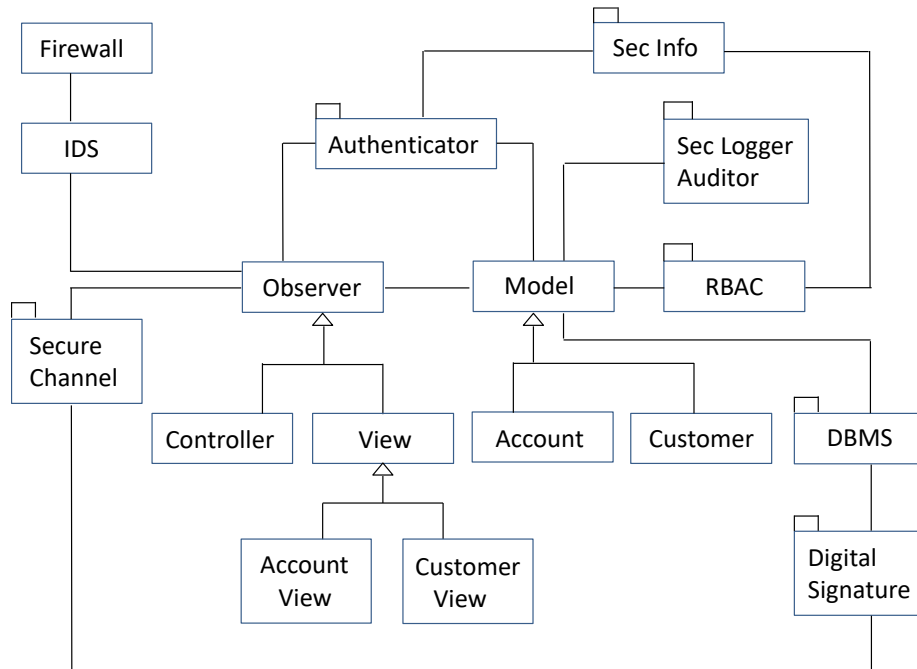 Firewall
Sec Info
IDS
Authenticator
Sec Logger
Auditor
Observer
Model
RBAC
Secure
Channel
Controller
View
Account
Customer
DBMS
Account
View
Customer
View
Digital
Signature